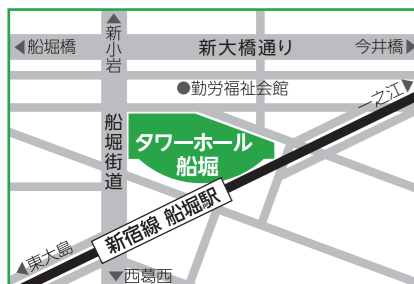 ▲新小岩
◀船堀橋
新大橋通り
今井橋▶
●勤労福祉会館
一之江▶
船堀街道
タワーホール
船堀
新宿線 船堀駅
◀東大島
▼西葛西